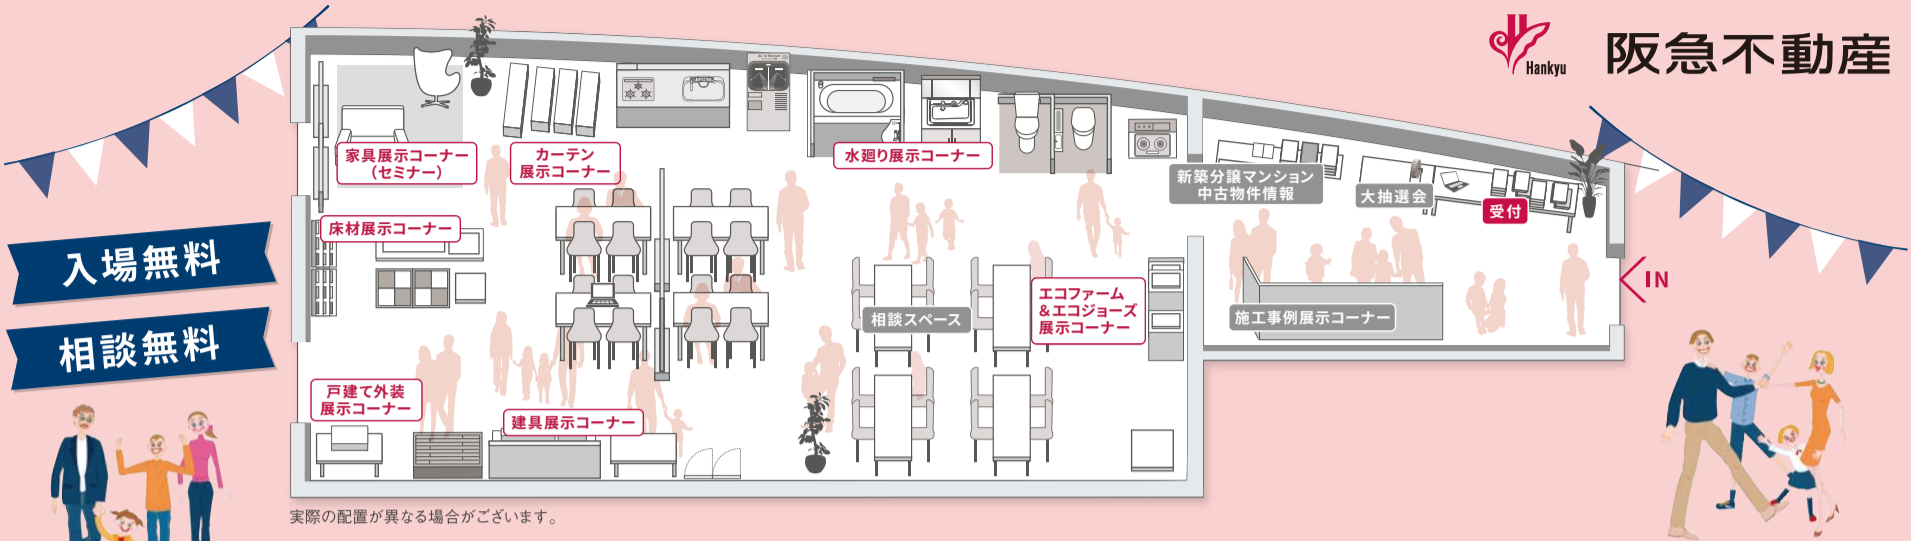 Hankyu
阪急不動産
入場無料
相談無料
家具展示コーナー
（セミナー）
カーテン
展示コーナー
水廻り展示コーナー
新築分譲マンション
中古物件情報
大抽選会
受付
床材展示コーナー
IN
エコファーム
＆エコジョーズ
展示コーナー
相談スペース
施工事例展示コーナー
戸建て外装
展示コーナー
建具展示コーナー
実際の配置が異なる場合がございます。